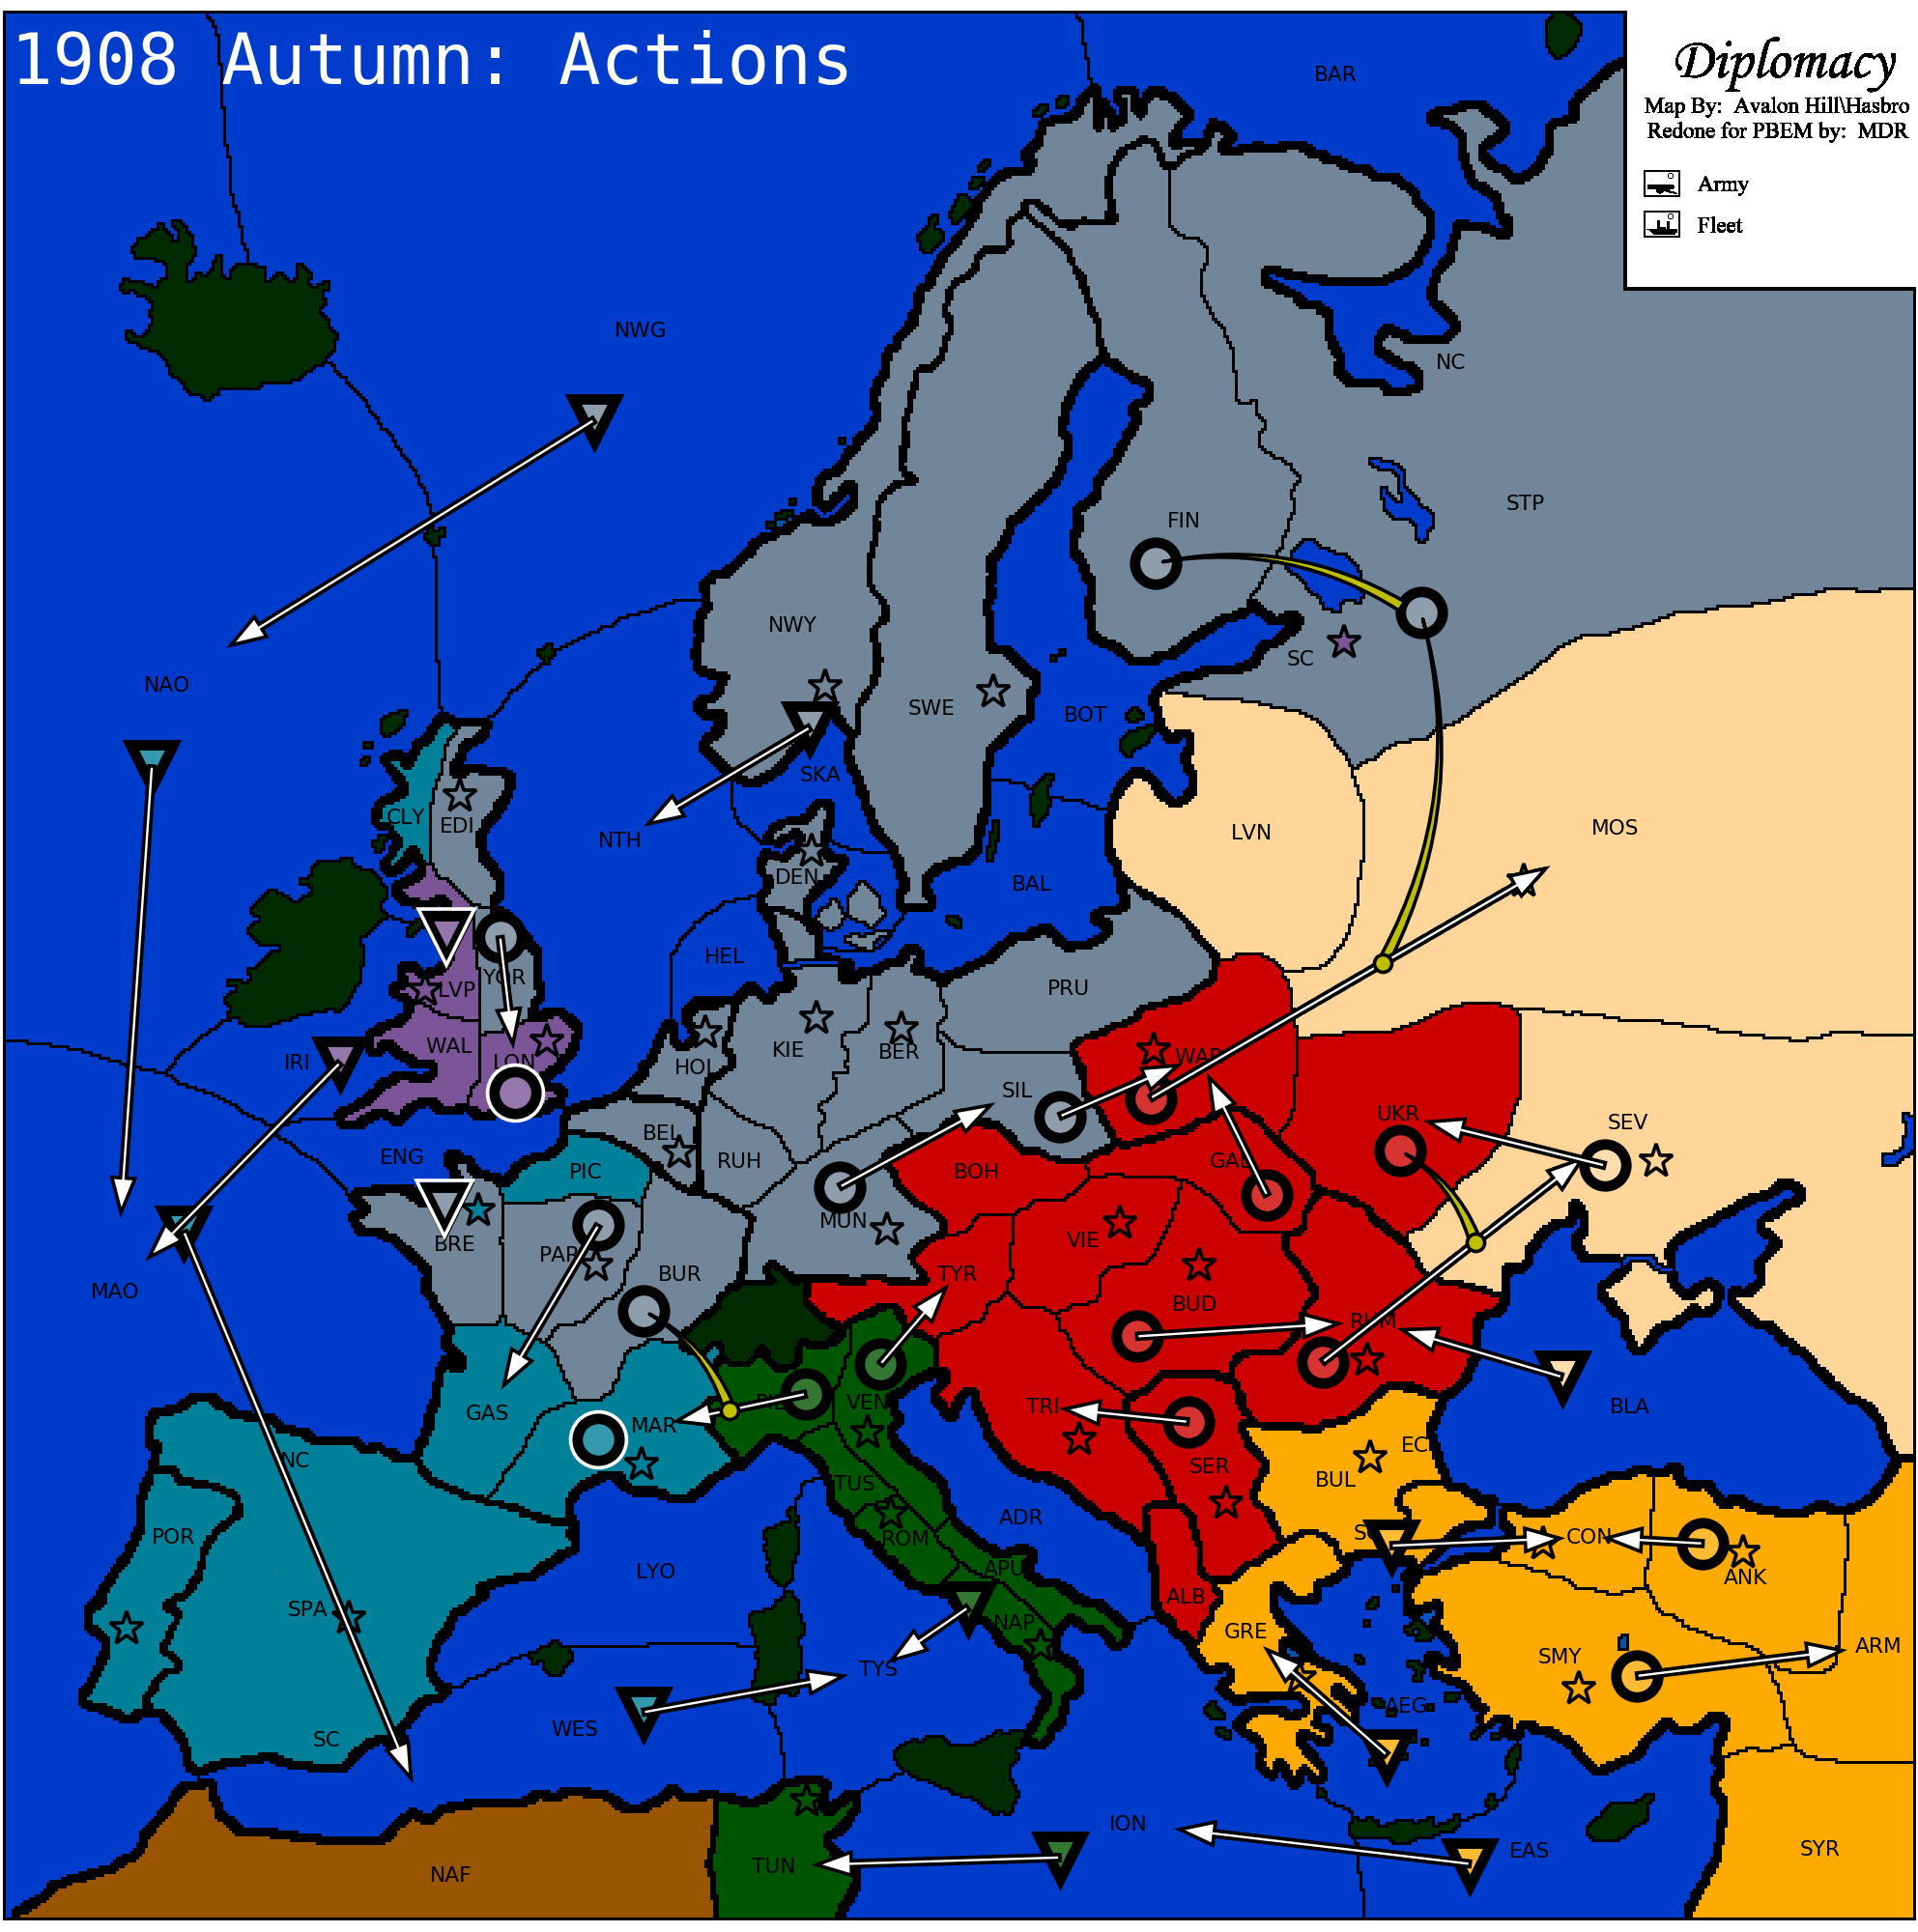 1908 Autumn: Actions
Diplomacy
Map By: Avalon Hill\Hasbro
Redone for PBEM by: MDR
Army
Fleet
BAR
NWG
NC
STP
FIN
NWY
SC
NAO
SWE
BOT
SKA
CLY
EDI
NTH
LVN
MOS
DEN
BAL
HEL
YOR
LVP
PRU
WAL
LON
IRI
HOL
KIE
BER
WAR
SIL
UKR
SEV
ENG
BEL
PIC
RUH
BOH
GAL
BRE
PAR
MUN
VIE
BUR
TYR
BUD
MAO
RUM
BLA
GAS
MAR
PIE
VEN
TRI
NC
SER
BUL
EC
TUS
POR
ROM
ADR
SC
CON
ANK
LYO
APU
ALB
SPA
NAP
GRE
SMY
ARM
TYS
WES
AEG
SC
ION
EAS
SYR
NAF
TUN